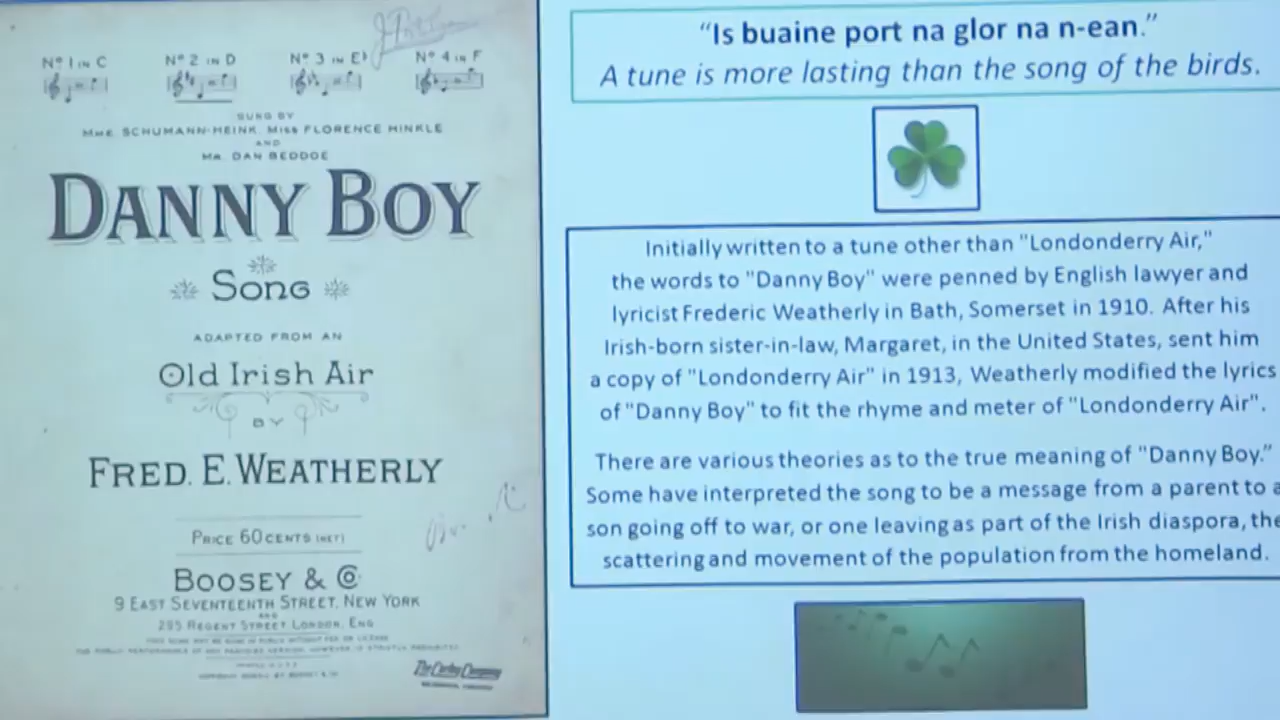 Nº 1 IN C
Nº 2 IN D
Nº 3 IN E♭
Nº 4 IN F
SUNG BY
MME. SCHUMANN-HEINK, MISS FLORENCE HINKLE
AND
MR. DAN BEDDOE
DANNY BOY
SONG
ADAPTED FROM AN
OLD IRISH AIR
BY
FRED. E. WEATHERLY
PRICE 60 CENTS (NET)
BOOSEY & CO
9 EAST SEVENTEENTH STREET, NEW YORK
AND
295 REGENT STREET LONDON, ENG
"Is buaine port na glor na n-ean."
A tune is more lasting than the song of the birds.
Initially written to a tune other than "Londonderry Air,"
the words to "Danny Boy" were penned by English lawyer and
lyricist Frederic Weatherly in Bath, Somerset in 1910. After his
Irish-born sister-in-law, Margaret, in the United States, sent him
a copy of "Londonderry Air" in 1913, Weatherly modified the lyrics
of "Danny Boy" to fit the rhyme and meter of "Londonderry Air".
There are various theories as to the true meaning of "Danny Boy."
Some have interpreted the song to be a message from a parent to a
son going off to war, or one leaving as part of the Irish diaspora, the
scattering and movement of the population from the homeland.